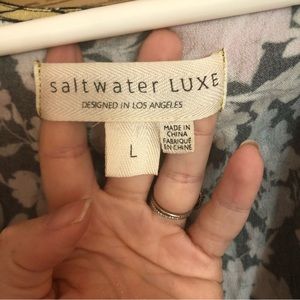 saltwater LUXE
DESIGNED IN LOS ANGELES
L
MADE IN
CHINA
FABRIQUÉ
EN CHINE